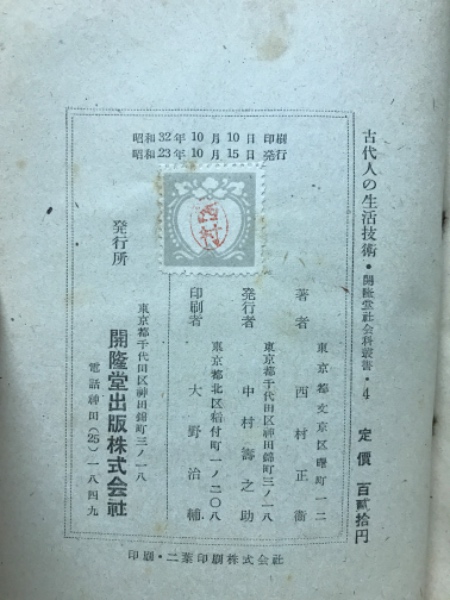 古代人の生活技術・開隆堂社会科叢書・4 定價 百貳拾円
昭和32年10月10日 印刷
昭和23年10月15日 発行
西村
著者 東京都文京区曙町一二 西村正衞
発行者 東京都千代田区神田錦町三ノ一八 中村壽之助
印刷者 東京都北区稲付町一ノ二〇八 大野治輔
発行所 東京都千代田区神田錦町三ノ一八
開隆堂出版株式会社
電話神田(25)一八四九
印刷・二葉印刷株式会社